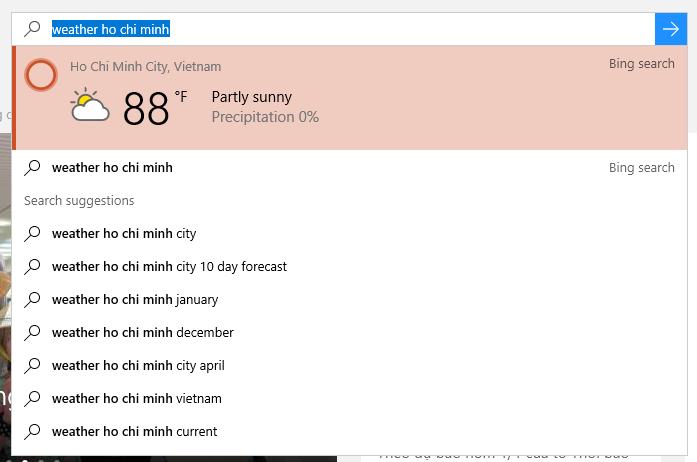 weather ho chi minh
Ho Chi Minh City, Vietnam
Bing search
88 °F
Partly sunny
Precipitation 0%
weather ho chi minh
Bing search
Search suggestions
weather ho chi minh city
weather ho chi minh city 10 day forecast
weather ho chi minh january
weather ho chi minh december
weather ho chi minh city april
weather ho chi minh vietnam
weather ho chi minh current